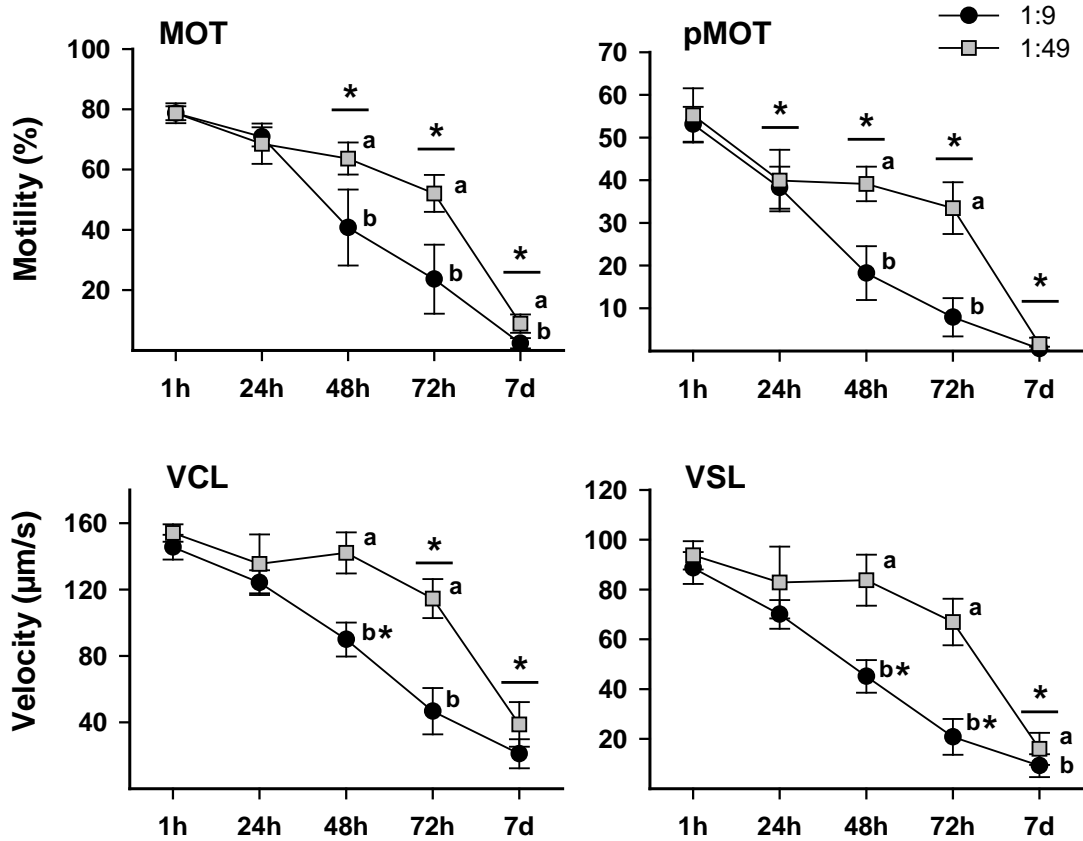 MOT
pMOT
1:9
1:49
Motility (%)
100
80
60
40
20
*
*
*
a
a
a
b
b
b
1h 24h 48h 72h 7d
70
60
50
40
30
20
10
*
*
*
*
a
a
b
b
1h 24h 48h 72h 7d
VCL
Velocity (μm/s)
160
120
80
40
a
*
a
b*
b
*
1h 24h 48h 72h 7d
VSL
120
100
80
60
40
20
a
a
b*
b*
*
a
b
1h 24h 48h 72h 7d